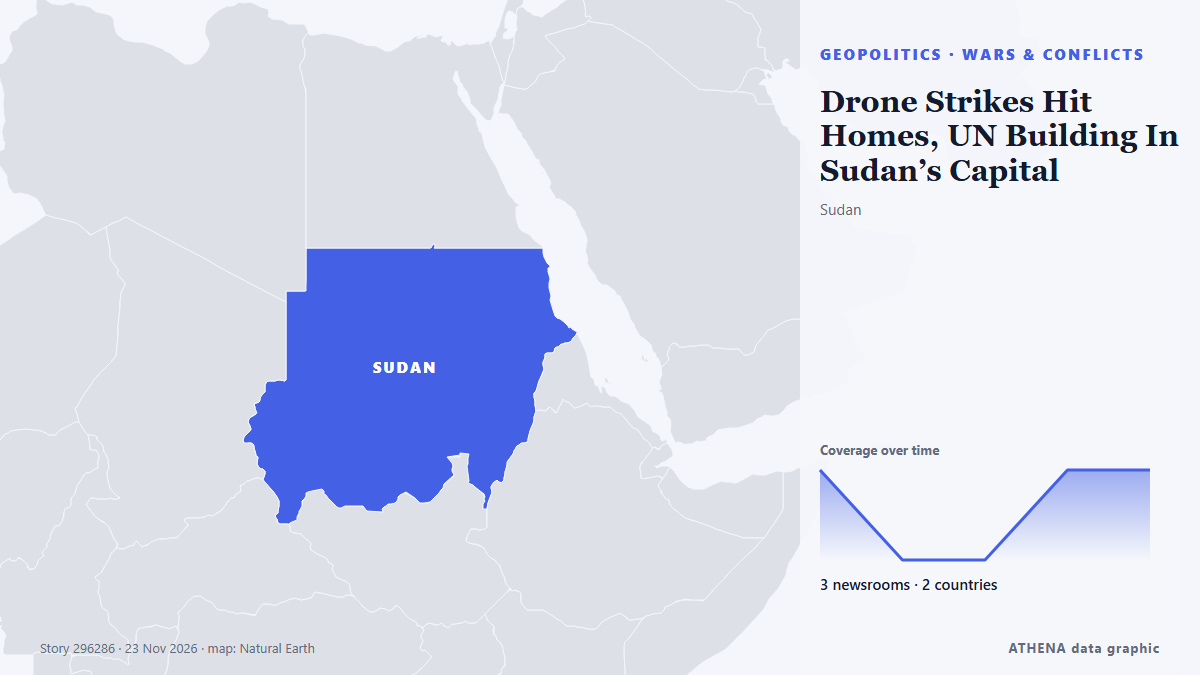 GEOPOLITICS · WARS & CONFLICTS
Drone Strikes Hit
Homes, UN Building In
Sudan’s Capital
Sudan
SUDAN
Coverage over time
3 newsrooms · 2 countries
Story 296286 · 23 Nov 2026 · map: Natural Earth
ATHENA data graphic